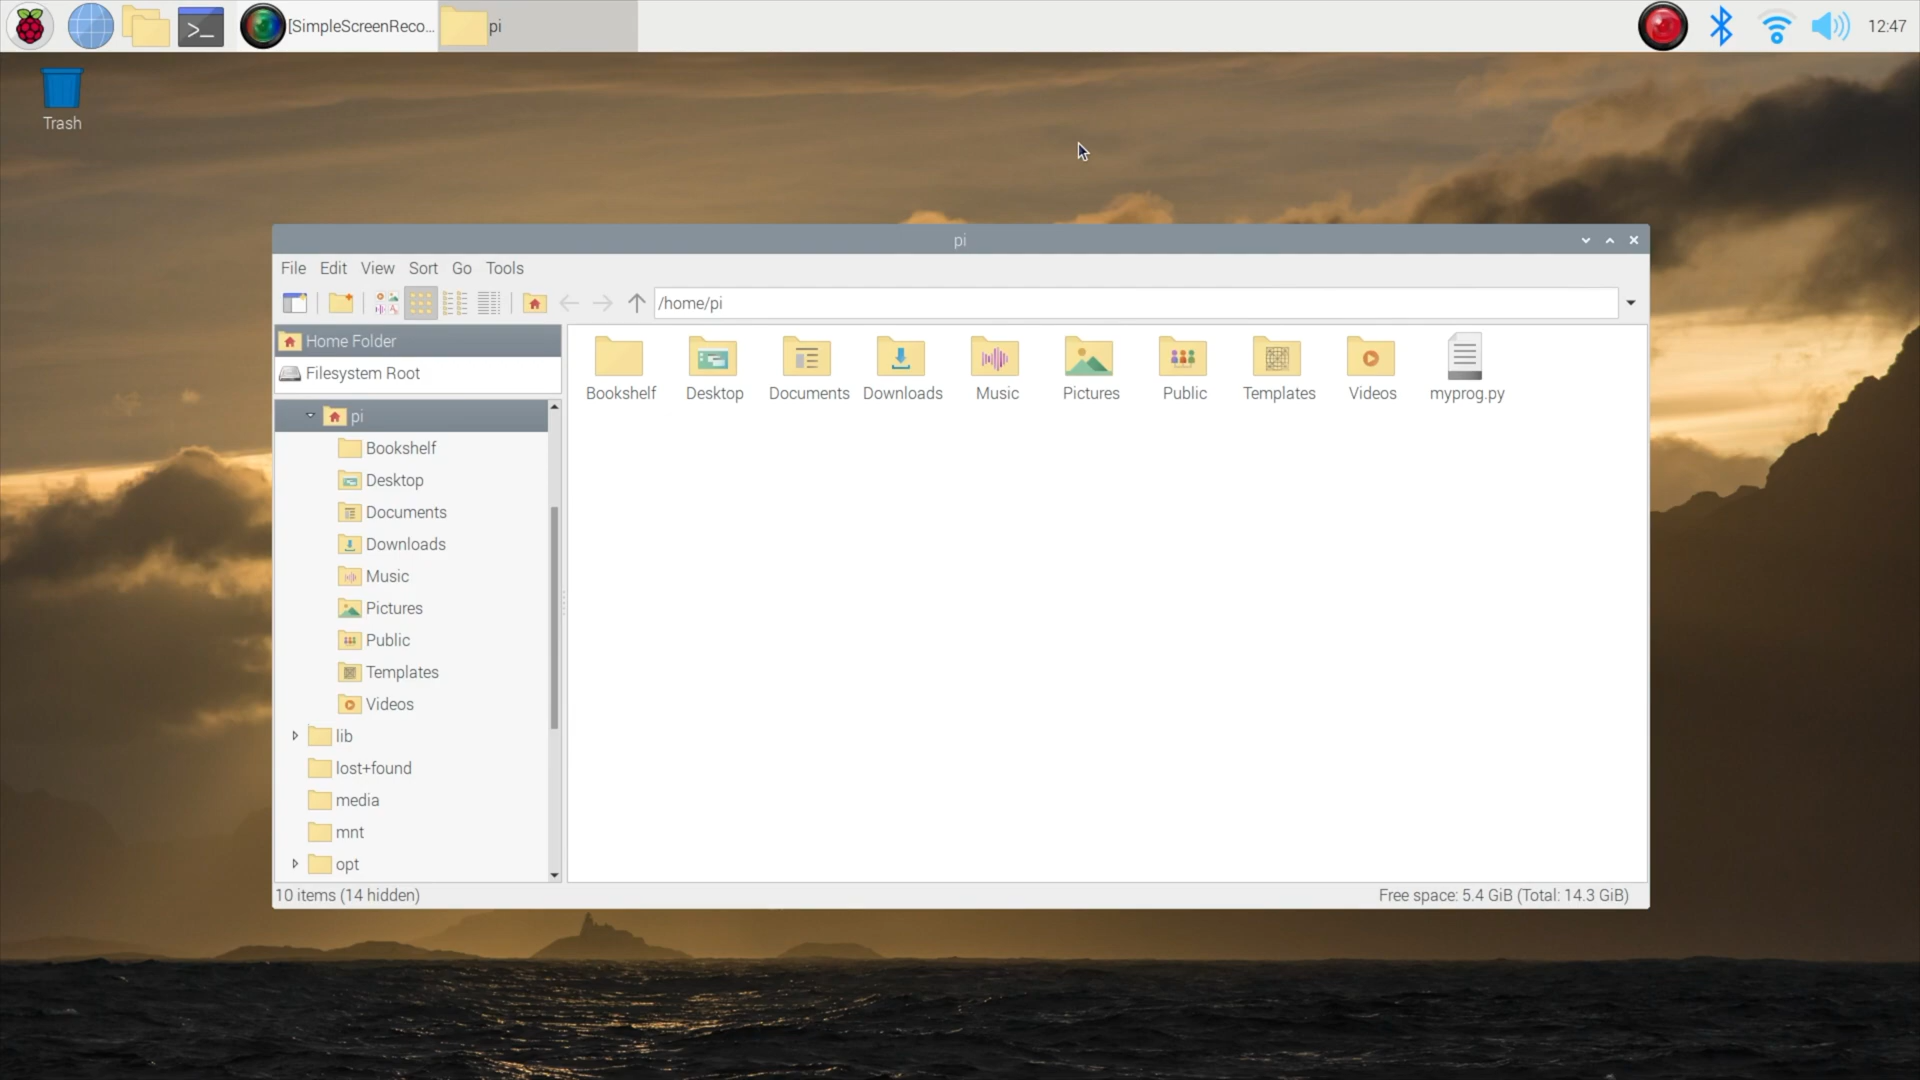 [SimpleScreenReco...
pi
12:47
Trash
pi
File Edit View Sort Go Tools
/home/pi
Home Folder
Filesystem Root
pi
Bookshelf
Desktop
Documents
Downloads
Music
Pictures
Public
Templates
Videos
lib
lost+found
media
mnt
opt
Bookshelf Desktop Documents Downloads Music Pictures Public Templates Videos myprog.py
10 items (14 hidden)
Free space: 5.4 GiB (Total: 14.3 GiB)